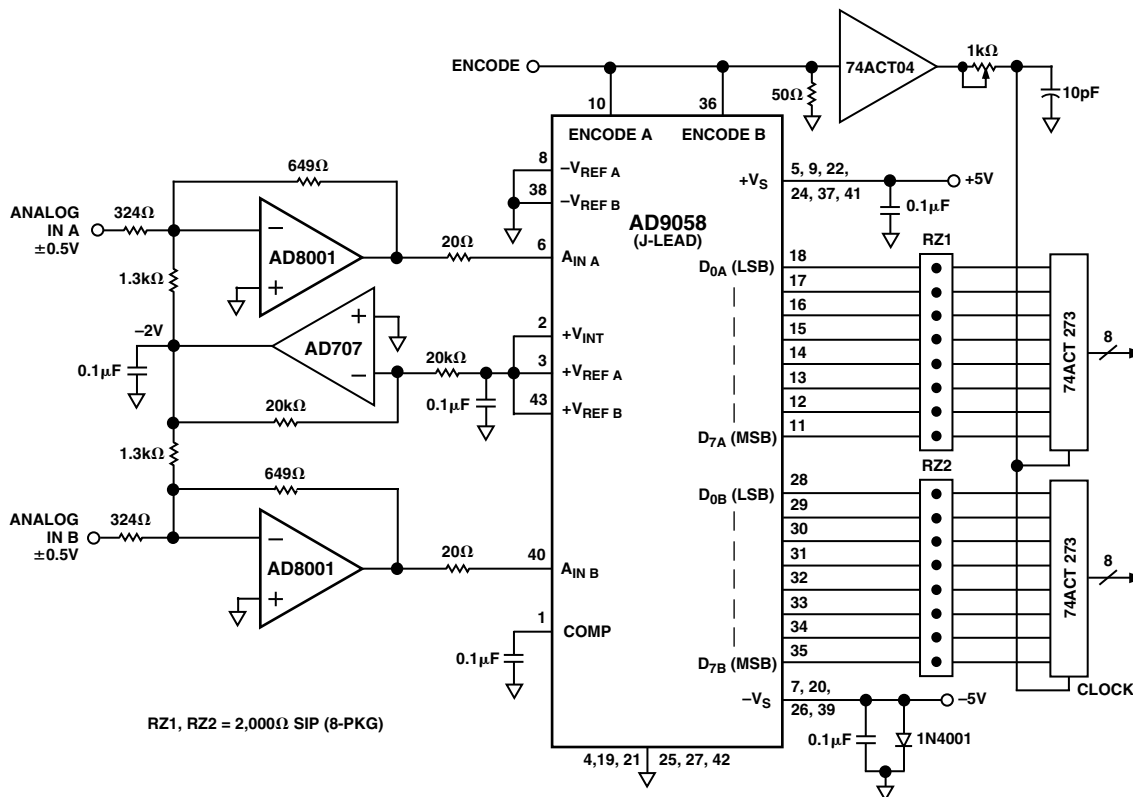 ENCODE
74ACT04
1kΩ
50Ω
10pF
10
36
ENCODE A
ENCODE B
8
–VREF A
38
–VREF B
+VS
5, 9, 22,
24, 37, 41
+5V
0.1μF
AD9058
(J-LEAD)
649Ω
ANALOG
IN A
±0.5V
324Ω
–
AD8001
+
20Ω
6
AIN A
1.3kΩ
–2V
0.1μF
+
AD707
–
20kΩ
20kΩ
0.1μF
2
+VINT
3
+VREF A
43
+VREF B
1.3kΩ
649Ω
ANALOG
IN B
±0.5V
324Ω
–
AD8001
+
20Ω
40
AIN B
1
COMP
0.1μF
RZ1
D0A (LSB)
18
17
16
15
14
13
12
11
D7A (MSB)
74ACT 273
8
RZ2
D0B (LSB)
28
29
30
31
32
33
34
35
D7B (MSB)
74ACT 273
8
CLOCK
–VS
7, 20,
26, 39
–5V
0.1μF
1N4001
4,19, 21
25, 27, 42
RZ1, RZ2 = 2,000Ω SIP (8-PKG)